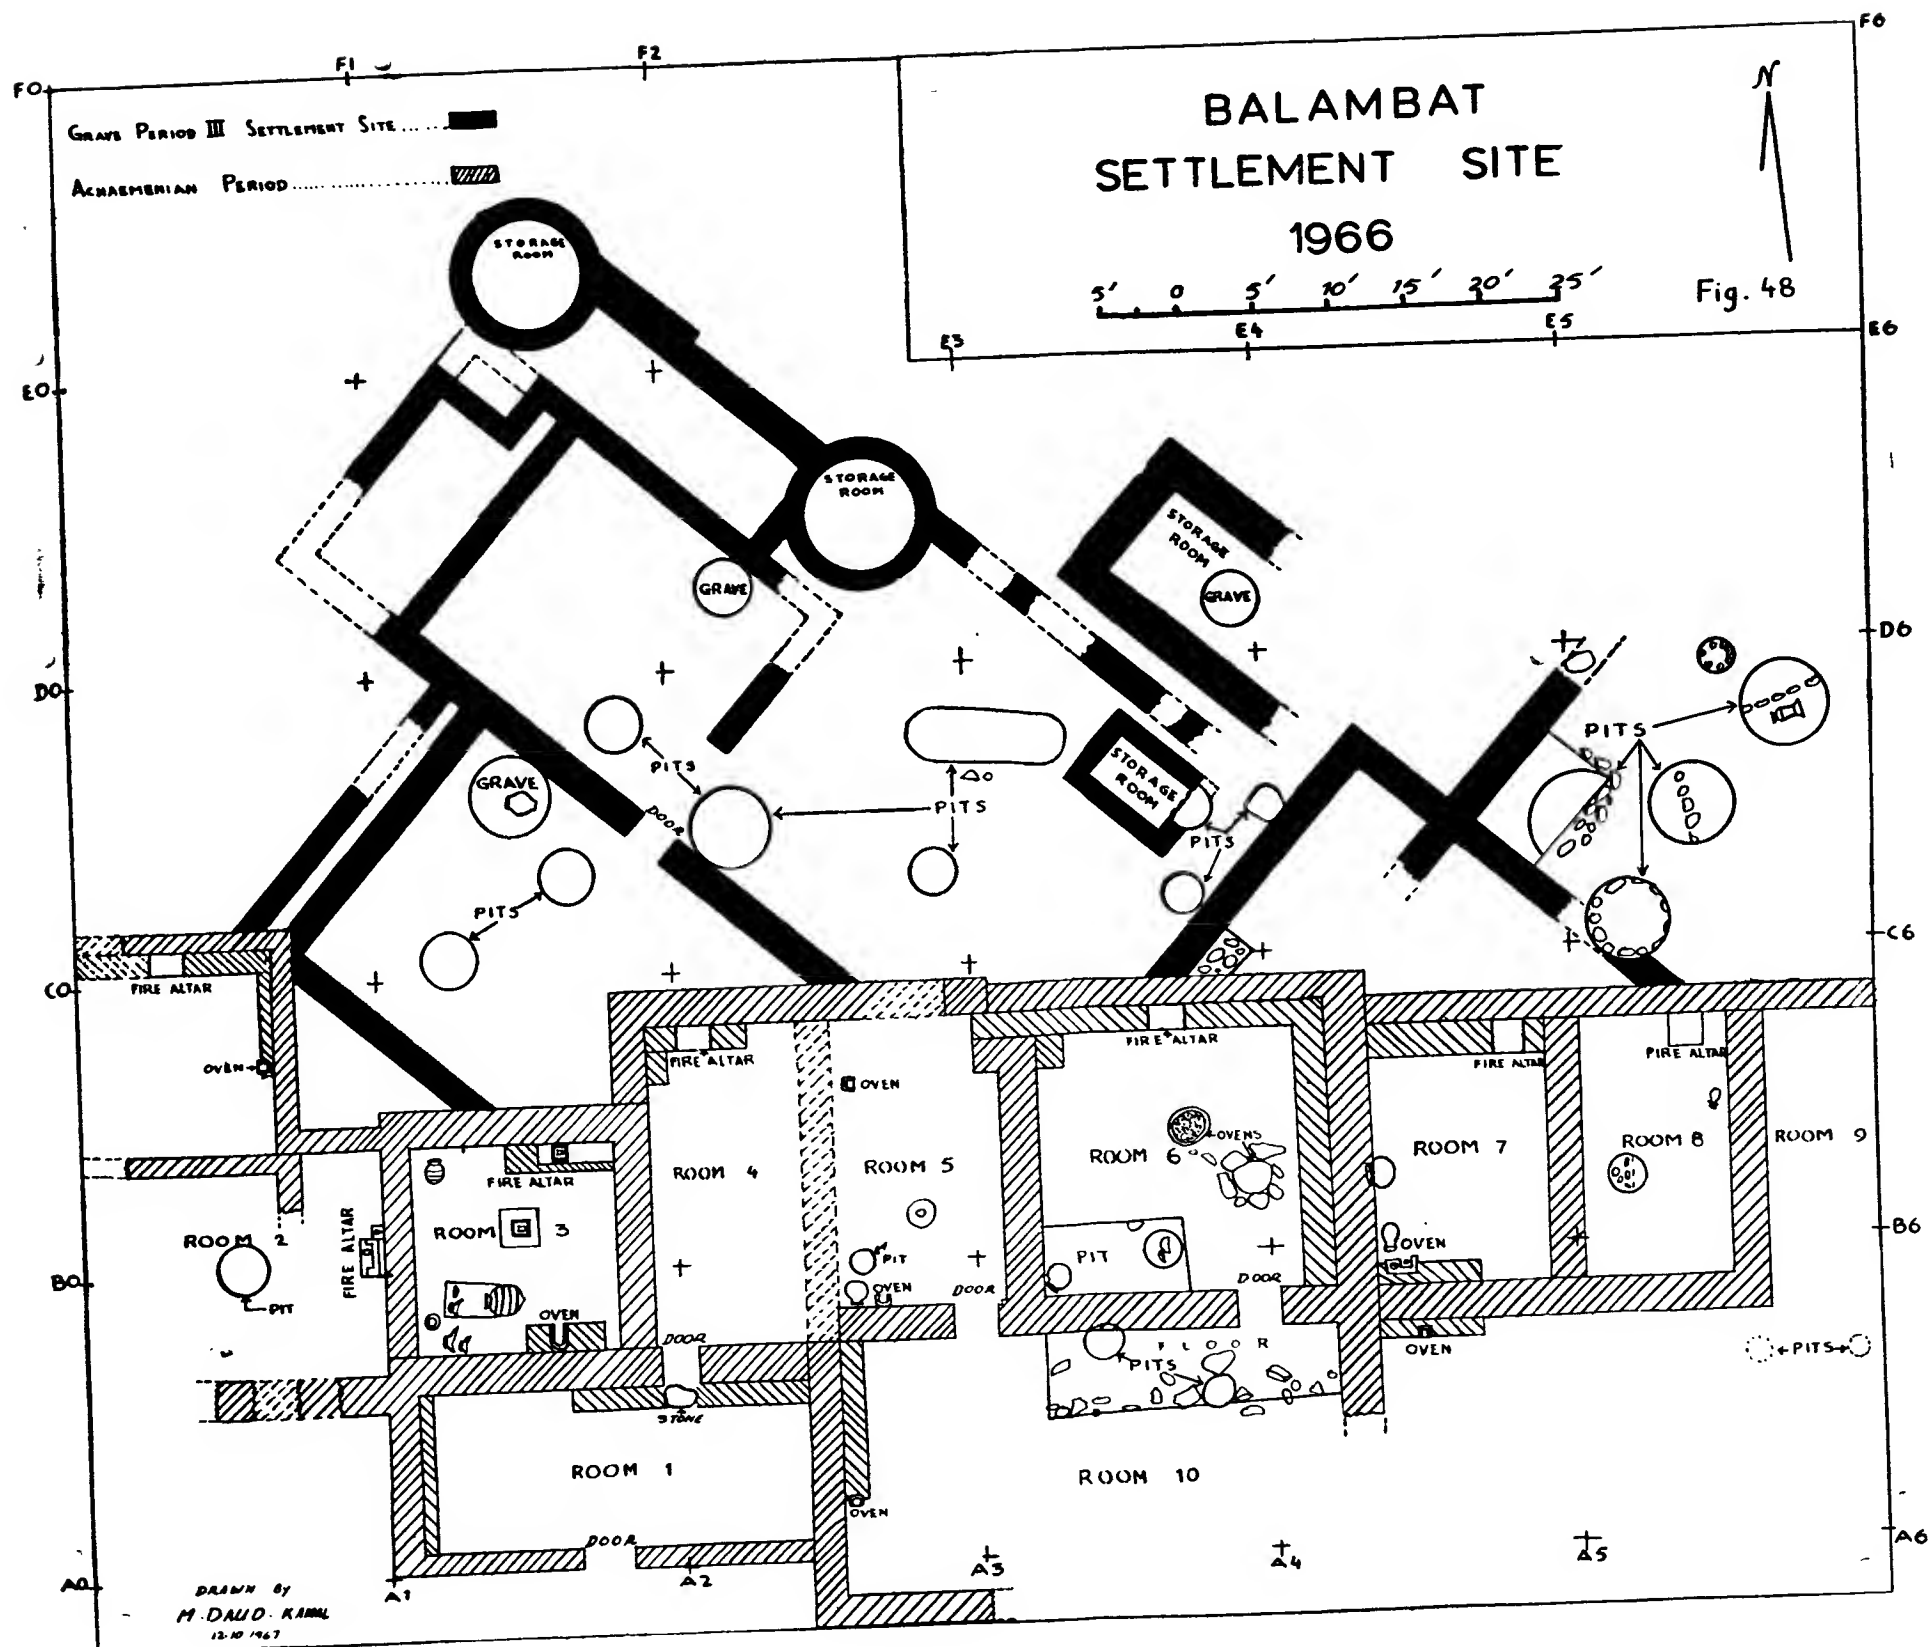 F0
F1
F2
F6
GRAVE PERIOD III SETTLEMENT SITE ......
ACHAEMENIAN PERIOD..................
BALAMBAT
SETTLEMENT SITE
1966
N
5' 0 5' 10' 15' 20' 25'
Fig. 48
E3
E4
E5
E6
STORAGE
ROOM
E0
STORAGE
ROOM
STORAGE
ROOM
GRAVE
GRAVE
D6
D0
PITS
PITS
GRAVE
DOOR
STORAGE
ROOM
PITS
PITS
PITS
C6
C0
FIRE ALTAR
OVEN
FIRE ALTAR
FIRE ALTAR
FIRE ALTAR
FIRE ALTAR
OVEN
OVENS
ROOM 4
ROOM 5
ROOM 6
ROOM 7
ROOM 8
ROOM 9
FIRE ALTAR
ROOM 2
FIRE ALTAR
ROOM 3
B6
B0
PIT
OVEN
PIT
OVEN
DOOR
PIT
DOOR
OVEN
DOOR
FLOOR
PITS
OVEN
PITS
STONE
ROOM 1
ROOM 10
OVEN
DOOR
A0
A1
A2
A3
A4
A5
A6
DRAWN BY
M. DAUD. KAMAL
12.10 1967